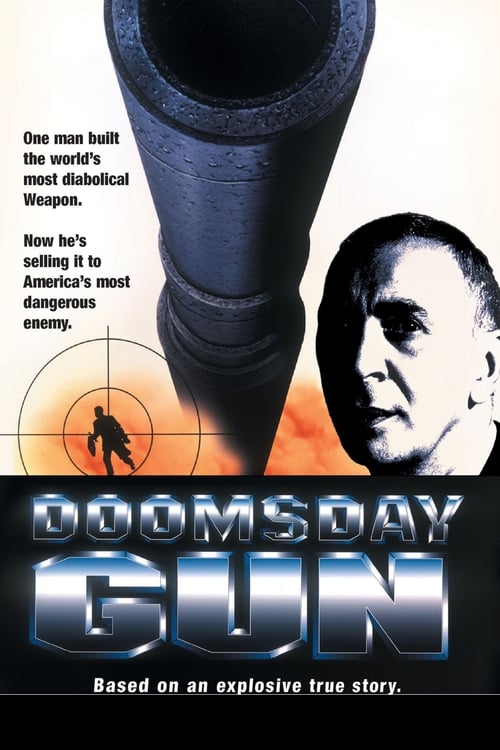 One man built
the world's
most diabolical
Weapon.
Now he's
selling it to
America's most
dangerous
enemy.
DOOMSDAY
GUN
Based on an explosive true story.